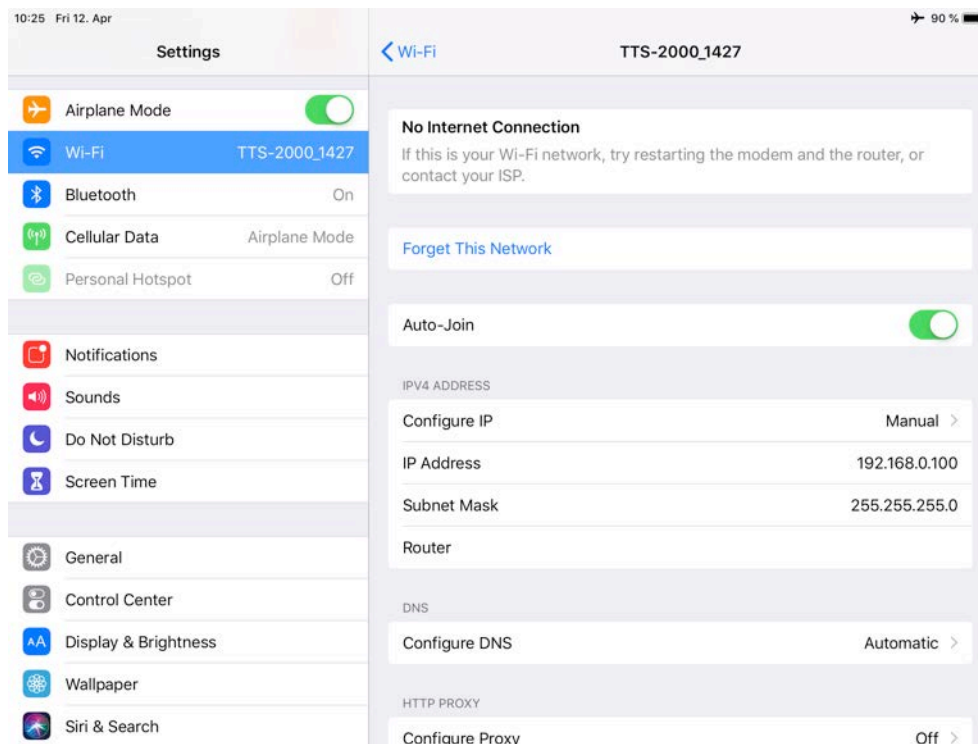 10:25 Fri 12. Apr
90 %
Settings
Airplane Mode
Wi-Fi TTS-2000_1427
Bluetooth On
Cellular Data Airplane Mode
Personal Hotspot Off
Notifications
Sounds
Do Not Disturb
Screen Time
General
Control Center
AA Display & Brightness
Wallpaper
Siri & Search
Wi-Fi TTS-2000_1427
No Internet Connection
If this is your Wi-Fi network, try restarting the modem and the router, or
contact your ISP.
Forget This Network
Auto-Join
IPV4 ADDRESS
Configure IP Manual
IP Address 192.168.0.100
Subnet Mask 255.255.255.0
Router
DNS
Configure DNS Automatic
HTTP PROXY
Configure Proxy Off